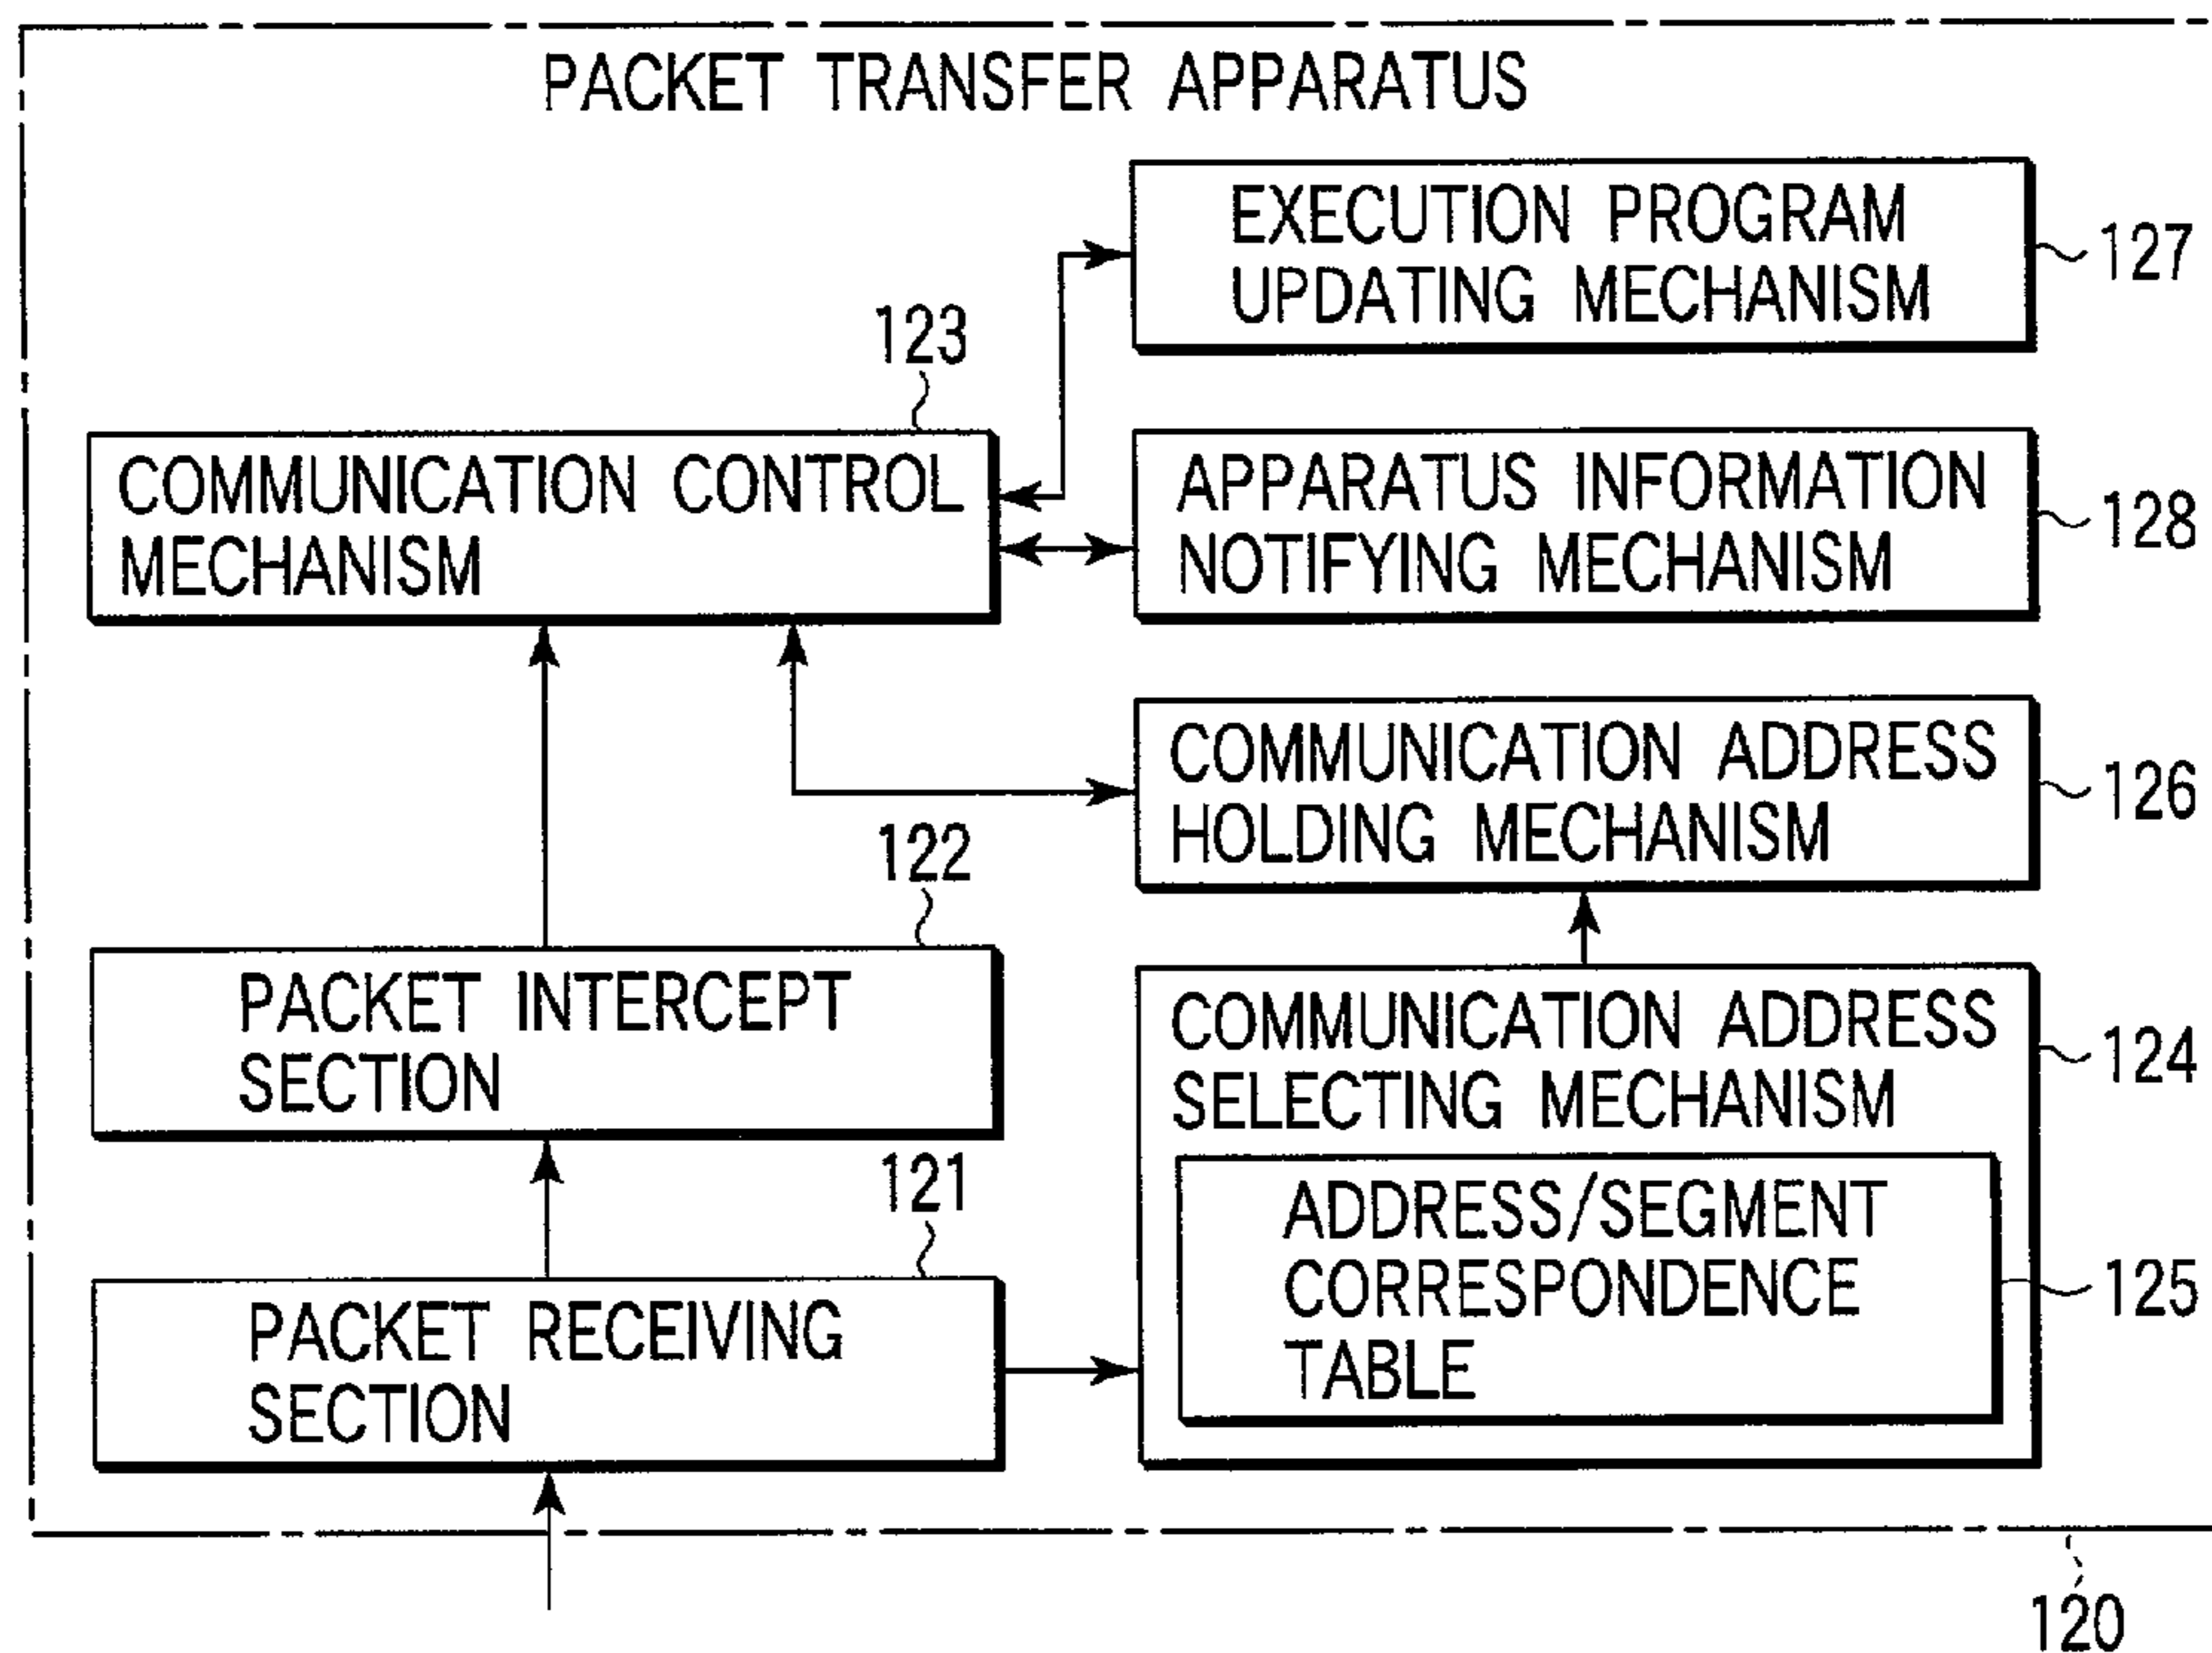 PACKET TRANSFER APPARATUS
EXECUTION PROGRAM
UPDATING MECHANISM
127
123
COMMUNICATION CONTROL
MECHANISM
APPARATUS INFORMATION
NOTIFYING MECHANISM
128
COMMUNICATION ADDRESS
HOLDING MECHANISM
126
122
PACKET INTERCEPT
SECTION
COMMUNICATION ADDRESS
SELECTING MECHANISM
124
121
PACKET RECEIVING
SECTION
ADDRESS/SEGMENT
CORRESPONDENCE
TABLE
125
120